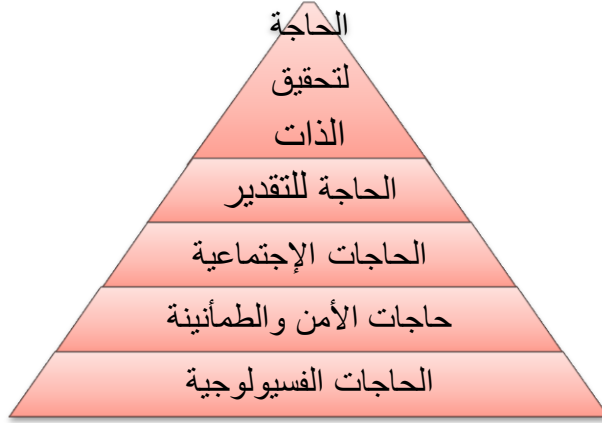 الحاجة
لتحقيق
الذات
الحاجة للتقدير
الحاجات الإجتماعية
حاجات الأمن والطمأنينة
الحاجات الفسيولوجية